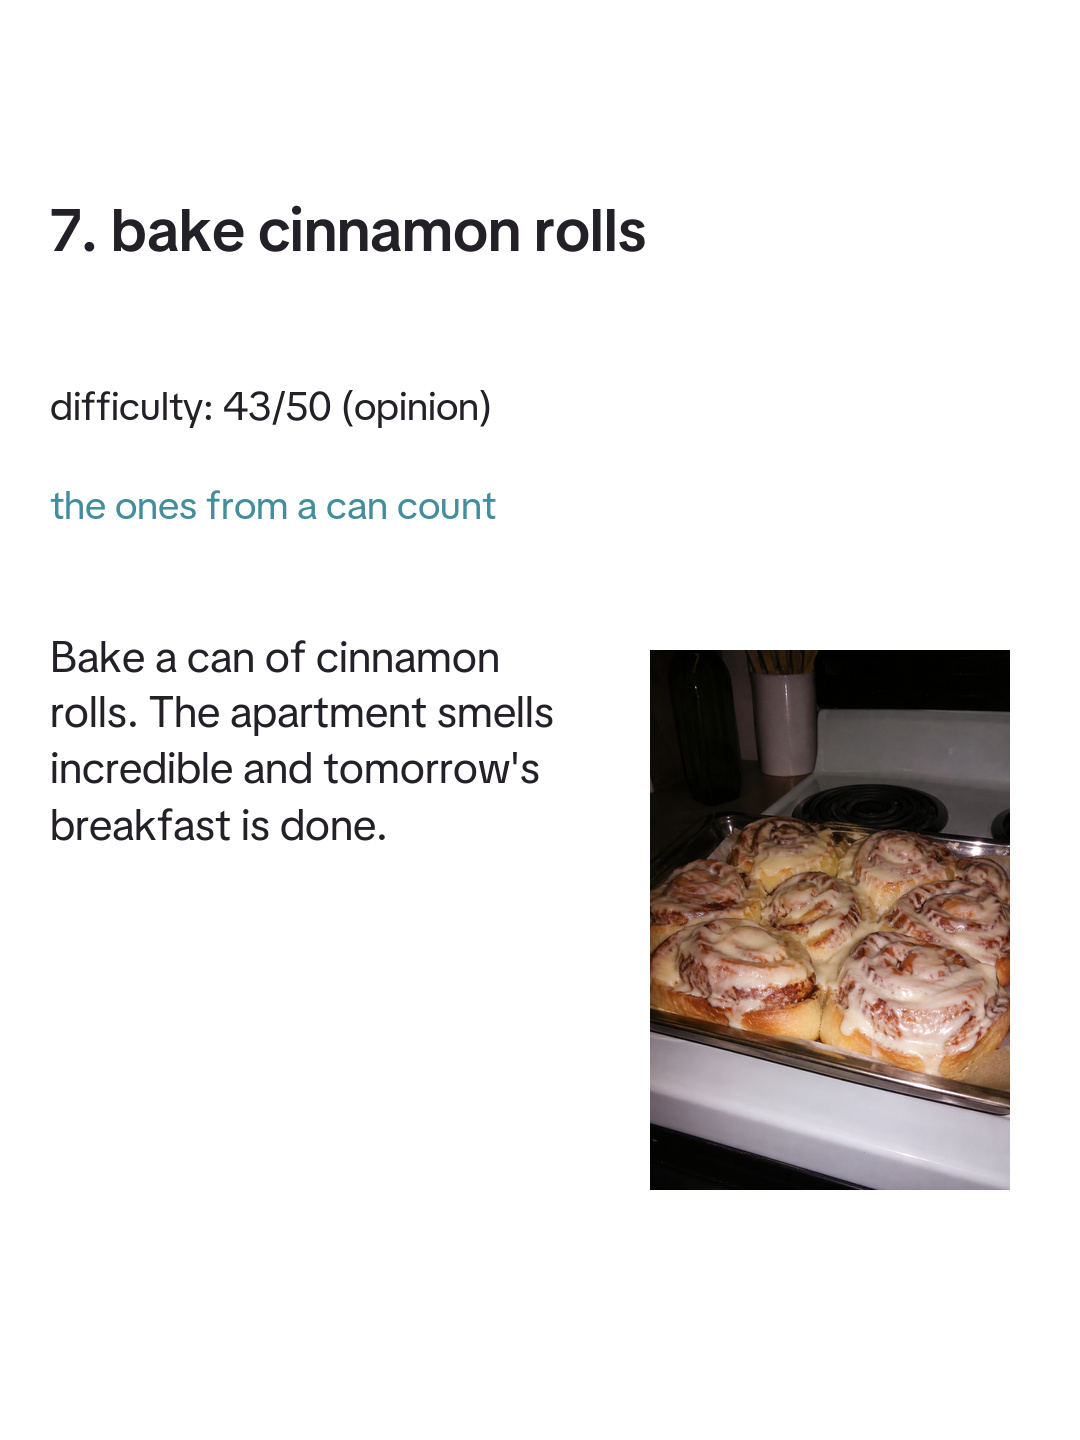 7. bake cinnamon rolls
difficulty: 43/50 (opinion)
the ones from a can count
Bake a can of cinnamon
rolls. The apartment smells
incredible and tomorrow's
breakfast is done.